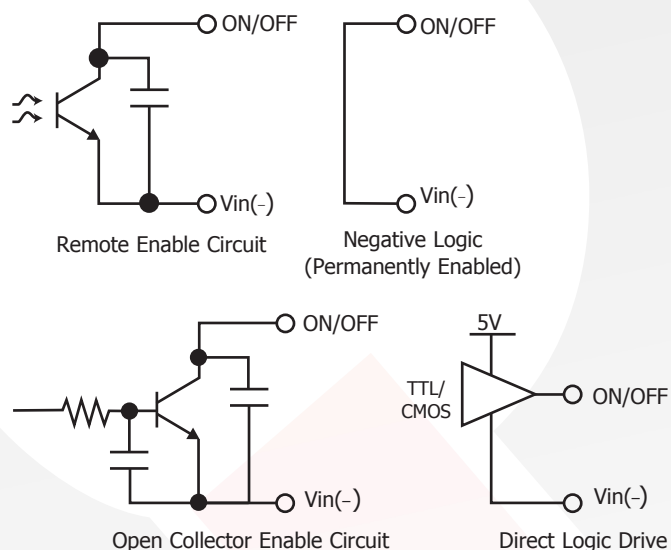 ON/OFF
Vin(–)
Remote Enable Circuit
ON/OFF
Vin(–)
Negative Logic
(Permanently Enabled)
ON/OFF
Vin(–)
Open Collector Enable Circuit
5V
TTL/
CMOS
ON/OFF
Vin(–)
Direct Logic Drive